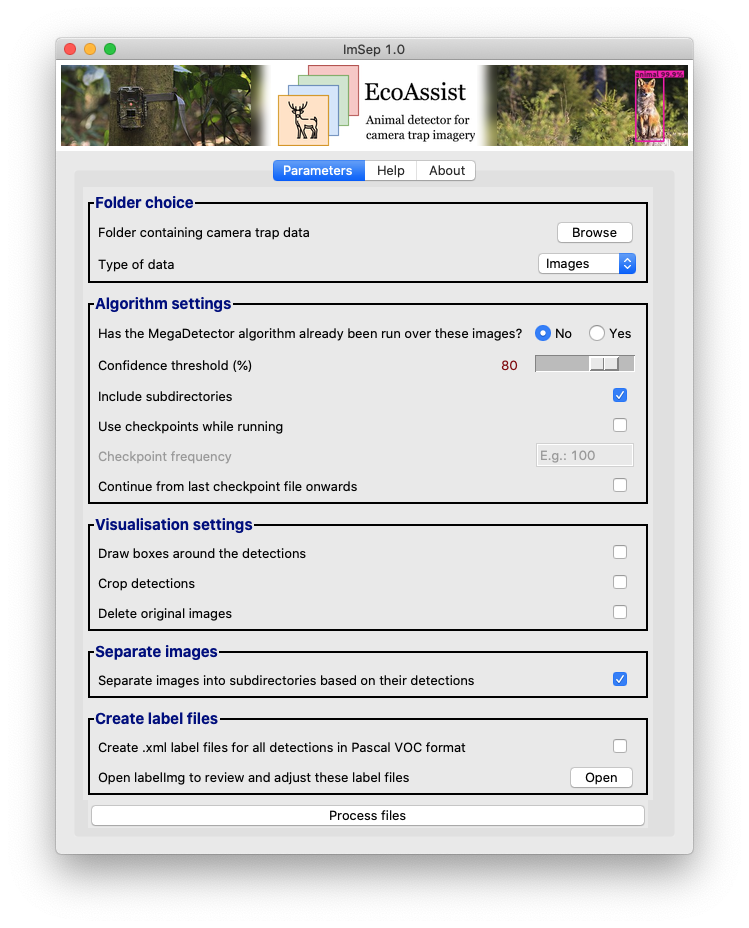 ImSep 1.0
EcoAssist
Animal detector for
camera trap imagery
animal 99.9%
Parameters Help About
Folder choice
Folder containing camera trap data Browse
Type of data Images
Algorithm settings
Has the MegaDetector algorithm already been run over these images? No Yes
Confidence threshold (%) 80
Include subdirectories
Use checkpoints while running
Checkpoint frequency E.g.: 100
Continue from last checkpoint file onwards
Visualisation settings
Draw boxes around the detections
Crop detections
Delete original images
Separate images
Separate images into subdirectories based on their detections
Create label files
Create .xml label files for all detections in Pascal VOC format
Open labelImg to review and adjust these label files Open
Process files